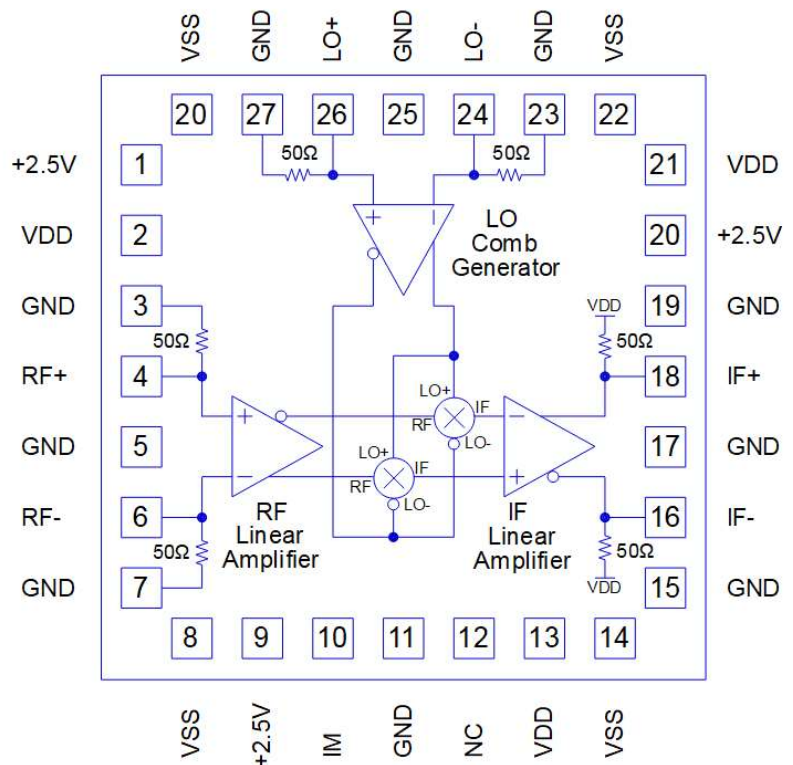 VSS GND LO+ GND LO- GND VSS
20 27 26 25 24 23 22
50Ω 50Ω
+2.5V 1 21 VDD
+ −
LO
Comb
Generator
VDD 2 20 +2.5V
GND 3 VDD 19 GND
50Ω 50Ω
RF+ 4 18 IF+
LO+
+ RF IF −
LO+ LO-
GND 5 17 GND
− RF IF +
LO-
RF- 6 16 IF-
RF
Linear
Amplifier
IF
Linear
Amplifier
50Ω 50Ω
VDD
GND 7 15 GND
8 9 10 11 12 13 14
VSS +2.5V IM GND NC VDD VSS